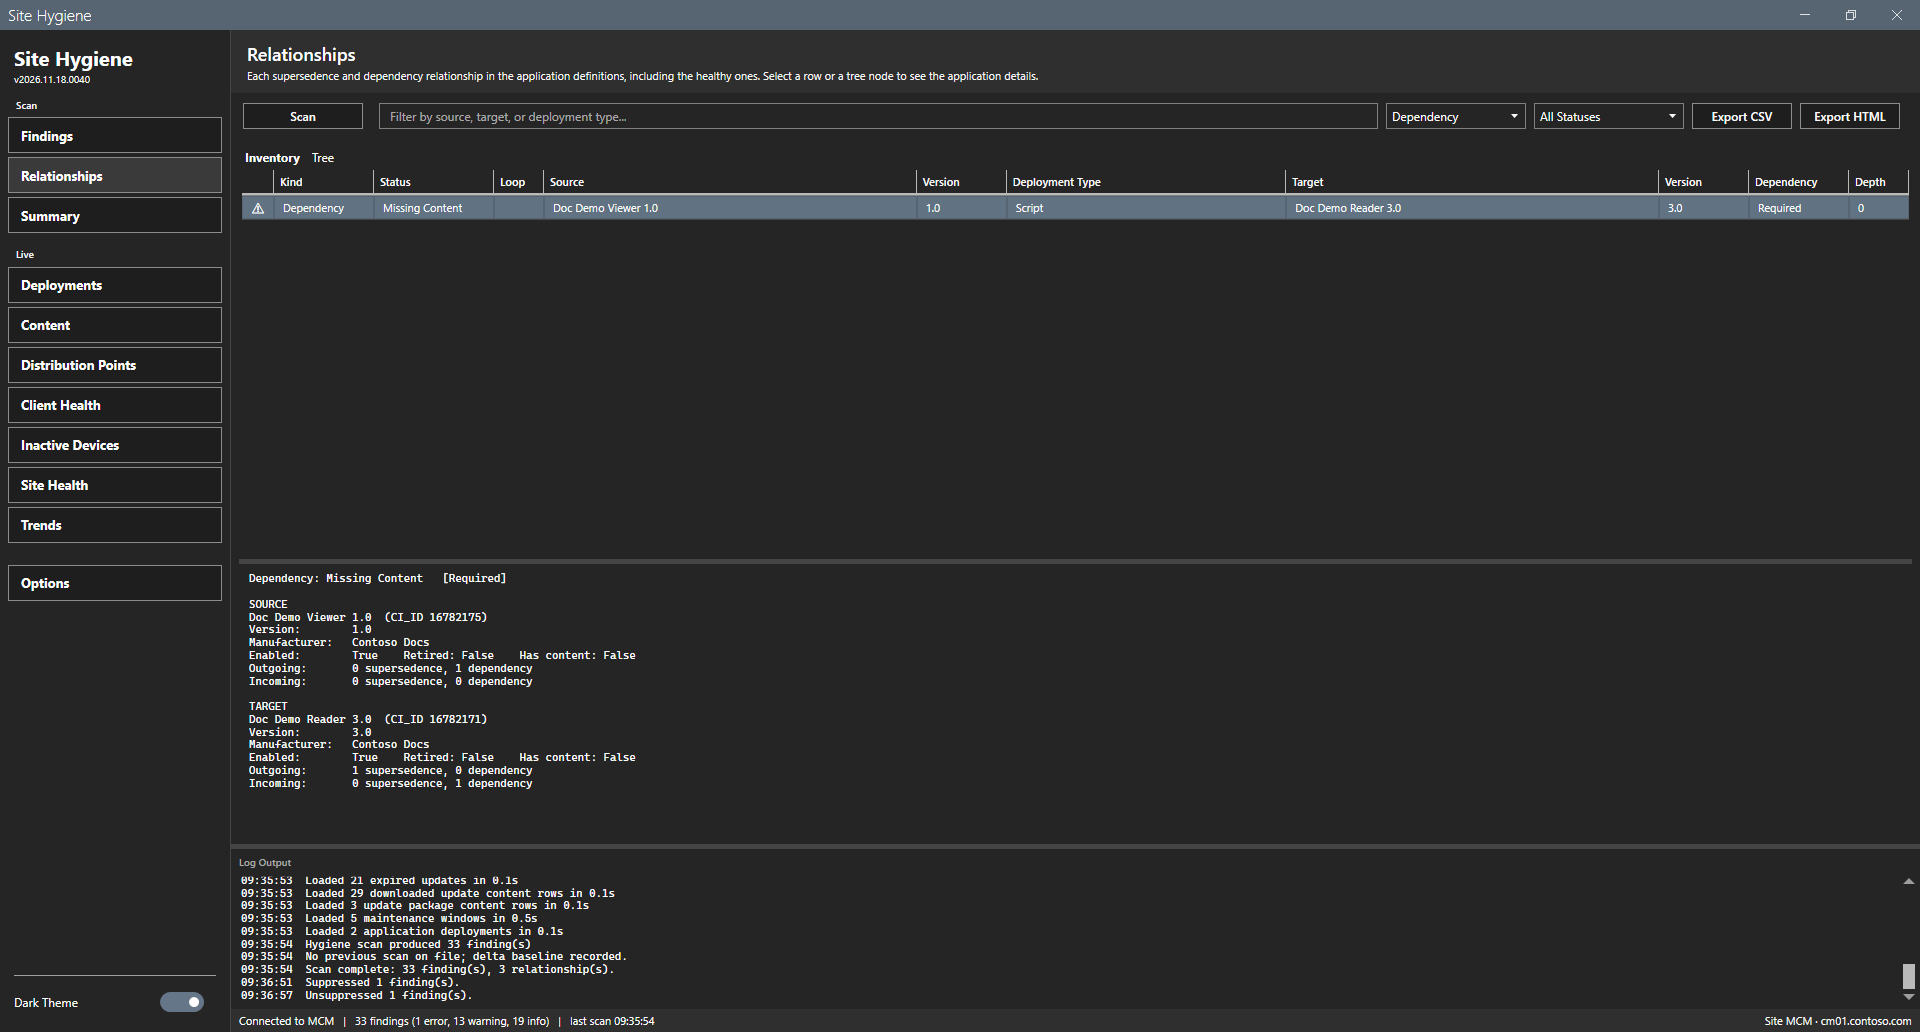 Site Hygiene
Site Hygiene
v2026.11.18.0040
Scan
Findings
Relationships
Summary
Live
Deployments
Content
Distribution Points
Client Health
Inactive Devices
Site Health
Trends
Options
Dark Theme
Relationships
Each supersedence and dependency relationship in the application definitions, including the healthy ones. Select a row or a tree node to see the application details.
Scan Filter by source, target, or deployment type... Dependency All Statuses Export CSV Export HTML
Inventory Tree
Kind Status Loop Source Version Deployment Type Target Version Dependency Depth
Dependency Missing Content Doc Demo Viewer 1.0 1.0 Script Doc Demo Reader 3.0 3.0 Required 0
Dependency: Missing Content [Required]
SOURCE
Doc Demo Viewer 1.0 (CI_ID 16782175)
Version: 1.0
Manufacturer: Contoso Docs
Enabled: True Retired: False Has content: False
Outgoing: 0 supersedence, 1 dependency
Incoming: 0 supersedence, 0 dependency
TARGET
Doc Demo Reader 3.0 (CI_ID 16782171)
Version: 3.0
Manufacturer: Contoso Docs
Enabled: True Retired: False Has content: False
Outgoing: 1 supersedence, 0 dependency
Incoming: 0 supersedence, 1 dependency
Log Output
09:35:53 Loaded 21 expired updates in 0.1s
09:35:53 Loaded 29 downloaded update content rows in 0.1s
09:35:53 Loaded 3 update package content rows in 0.1s
09:35:53 Loaded 5 maintenance windows in 0.5s
09:35:53 Loaded 2 application deployments in 0.1s
09:35:54 Hygiene scan produced 33 finding(s)
09:35:54 No previous scan on file; delta baseline recorded.
09:35:54 Scan complete: 33 finding(s), 3 relationship(s).
09:36:51 Suppressed 1 finding(s).
09:36:57 Unsuppressed 1 finding(s).
Connected to MCM | 33 findings (1 error, 13 warning, 19 info) | last scan 09:35:54
Site MCM · cm01.contoso.com